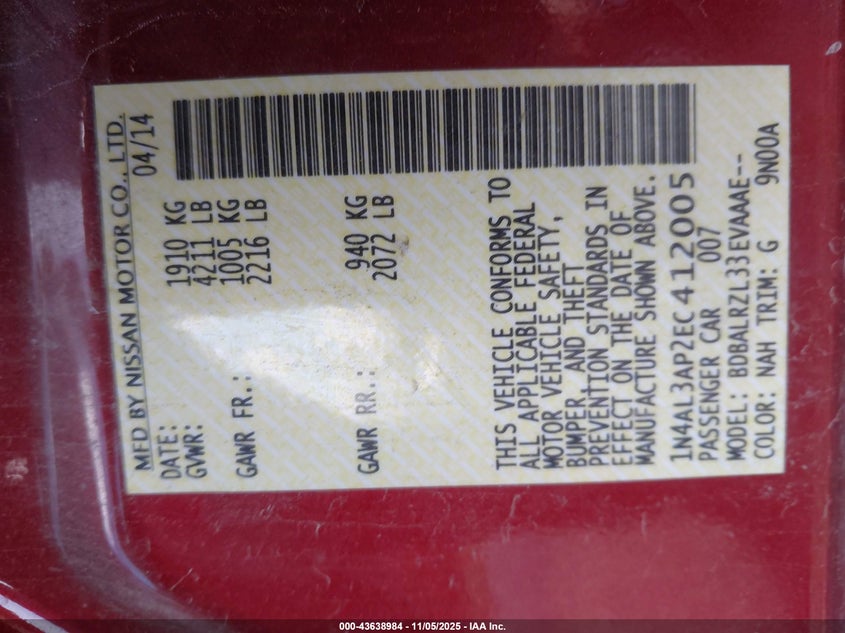 MFD BY NISSAN MOTOR CO., LTD.
DATE: 04/14
GVWR: 1910 KG
4211 LB
GAWR FR.: 1005 KG
2216 LB
GAWR RR.: 940 KG
2072 LB
THIS VEHICLE CONFORMS TO
ALL APPLICABLE FEDERAL
MOTOR VEHICLE SAFETY,
BUMPER AND THEFT
PREVENTION STANDARDS IN
EFFECT ON THE DATE OF
MANUFACTURE SHOWN ABOVE.
1N4AL3AP2EC412005
PASSENGER CAR 007
MODEL: BDBALRZL33EVAAAE--
COLOR: NAH TRIM: G 9N00A
000-43638984 - 11/05/2025 - IAA Inc.